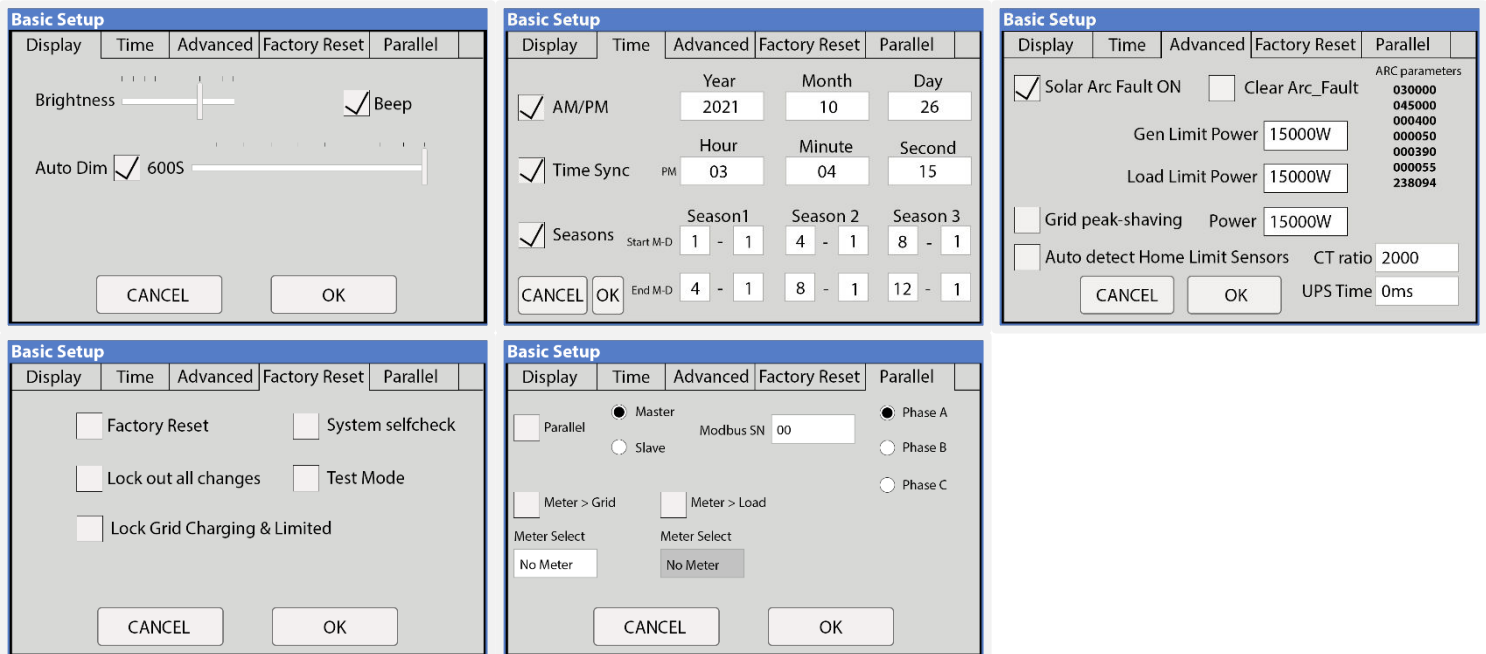 Basic Setup
Display Time Advanced Factory Reset Parallel
Brightness Beep
Auto Dim 600S
CANCEL OK
Basic Setup
Display Time Advanced Factory Reset Parallel
Year Month Day
AM/PM 2021 10 26
Hour Minute Second
Time Sync PM 03 04 15
Season1 Season 2 Season 3
Seasons Start M-D 1 - 1 4 - 1 8 - 1
CANCEL OK End M-D 4 - 1 8 - 1 12 - 1
Basic Setup
Display Time Advanced Factory Reset Parallel
ARC parameters
Solar Arc Fault ON Clear Arc_Fault 030000
045000
000400
Gen Limit Power 15000W 000050
000390
000055
Load Limit Power 15000W 238094
Grid peak-shaving Power 15000W
Auto detect Home Limit Sensors CT ratio 2000
CANCEL OK UPS Time 0ms
Basic Setup
Display Time Advanced Factory Reset Parallel
Factory Reset System selfcheck
Lock out all changes Test Mode
Lock Grid Charging & Limited
CANCEL OK
Basic Setup
Display Time Advanced Factory Reset Parallel
Master Phase A
Parallel Modbus SN 00
Slave Phase B
Phase C
Meter > Grid Meter > Load
Meter Select Meter Select
No Meter No Meter
CANCEL OK